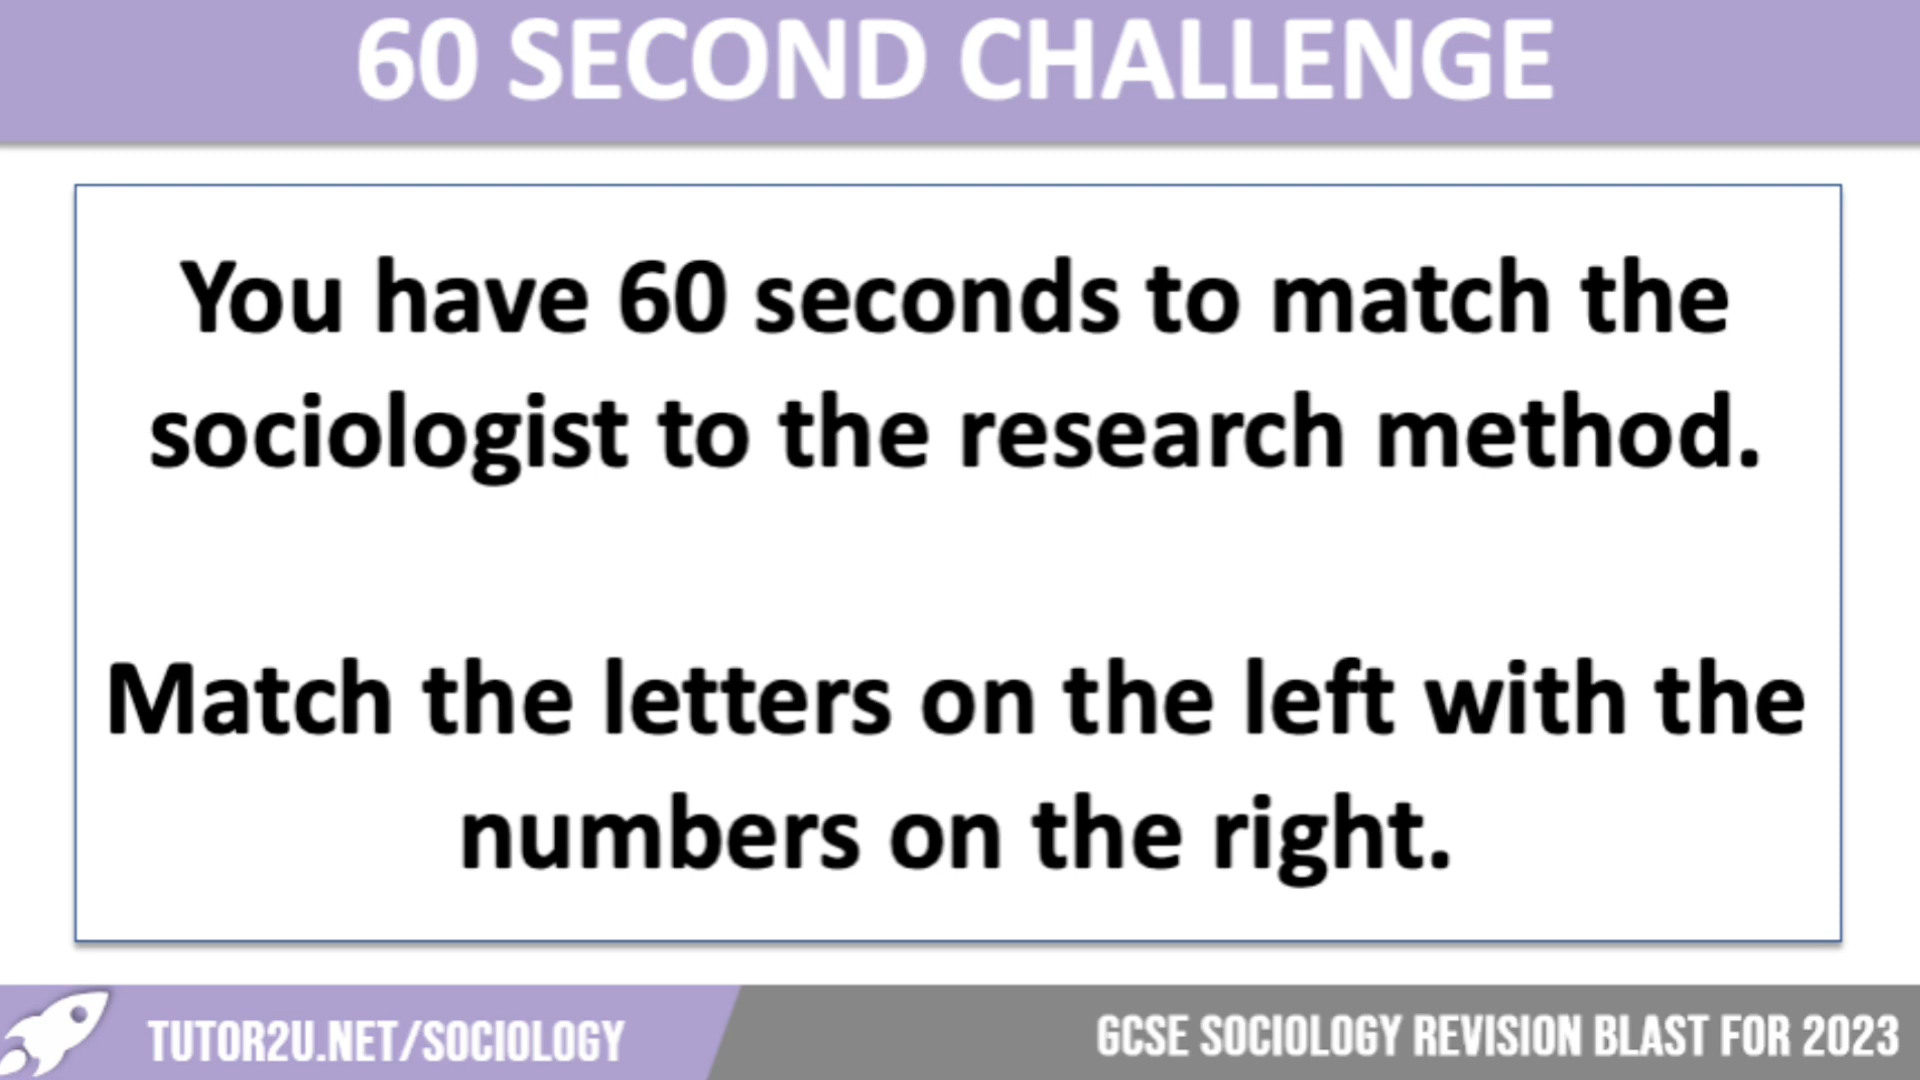 60 SECOND CHALLENGE
You have 60 seconds to match the
sociologist to the research method.
Match the letters on the left with the
numbers on the right.
TUTOR2U.NET/SOCIOLOGY
GCSE SOCIOLOGY REVISION BLAST FOR 2023